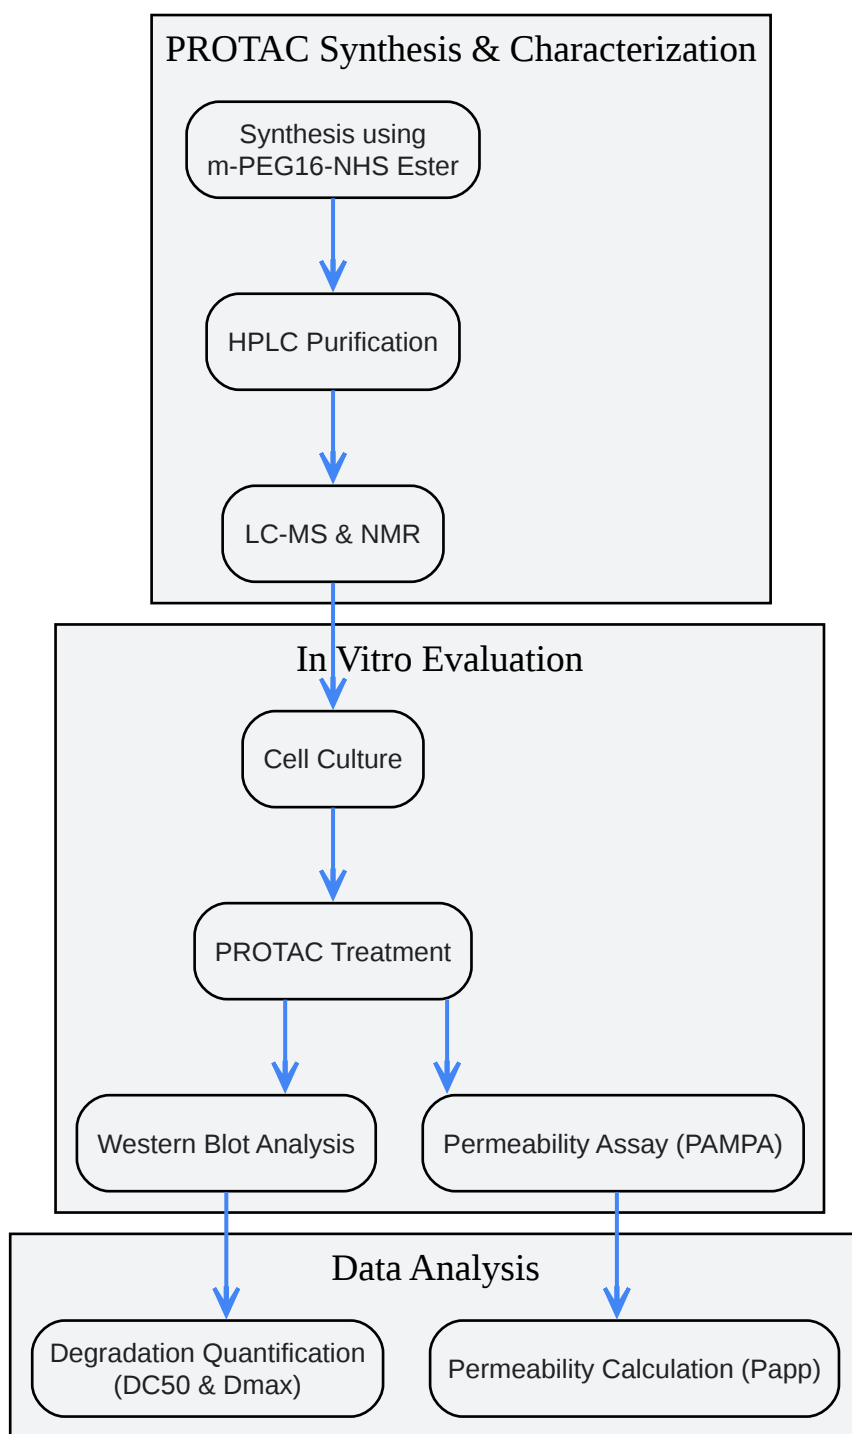 PROTAC Synthesis & Characterization
Synthesis using
m-PEG16-NHS Ester
HPLC Purification
LC-MS & NMR
In Vitro Evaluation
Cell Culture
PROTAC Treatment
Western Blot Analysis
Permeability Assay (PAMPA)
Data Analysis
Degradation Quantification
(DC50 & Dmax)
Permeability Calculation (Papp)